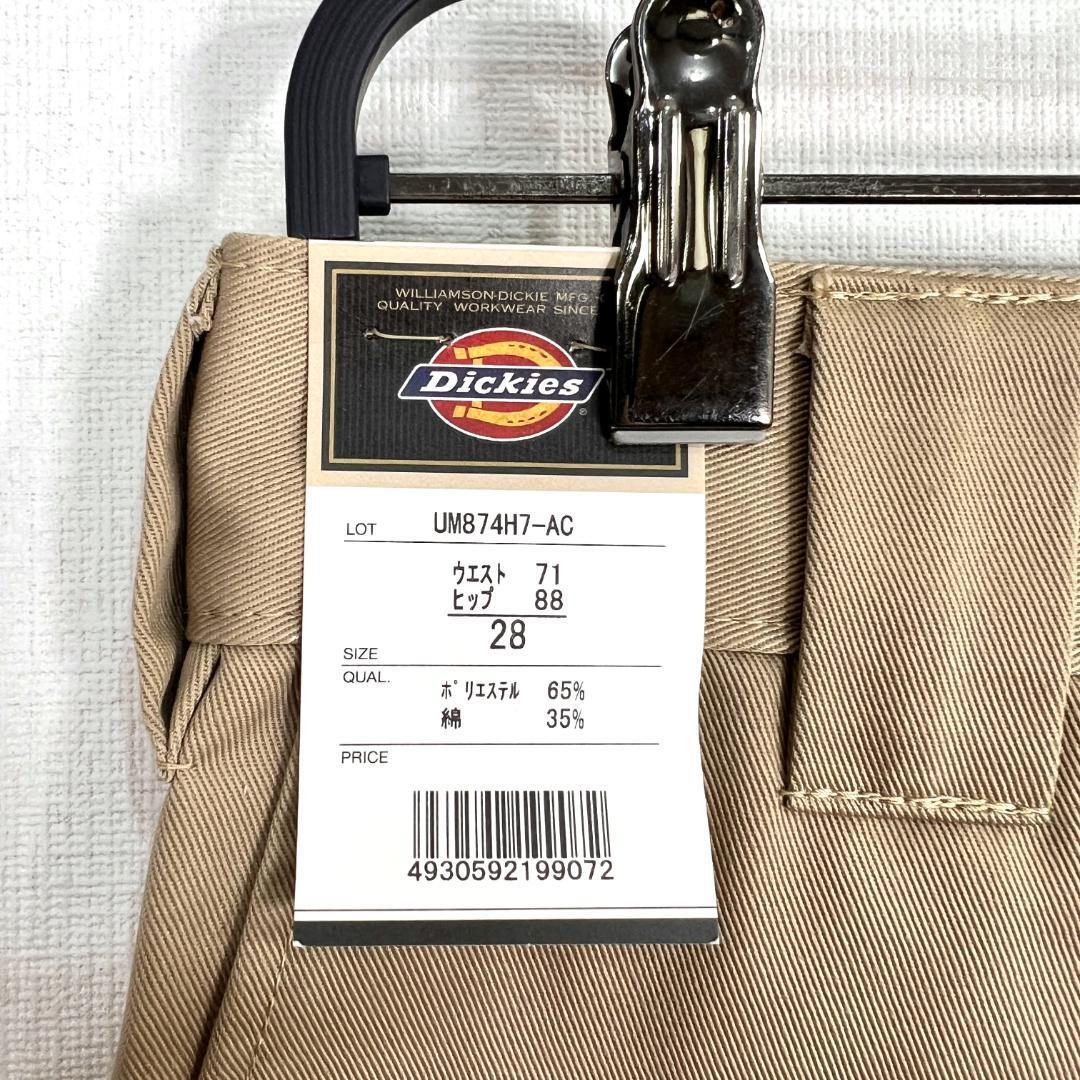 WILLIAMSON-DICKIE MFG.
QUALITY WORKWEAR SINCE
Dickies
®
LOT UM874H7-AC
ウエスト 71
ヒップ 88
SIZE 28
QUAL. ポリエステル 65%
綿 35%
PRICE
4930592199072